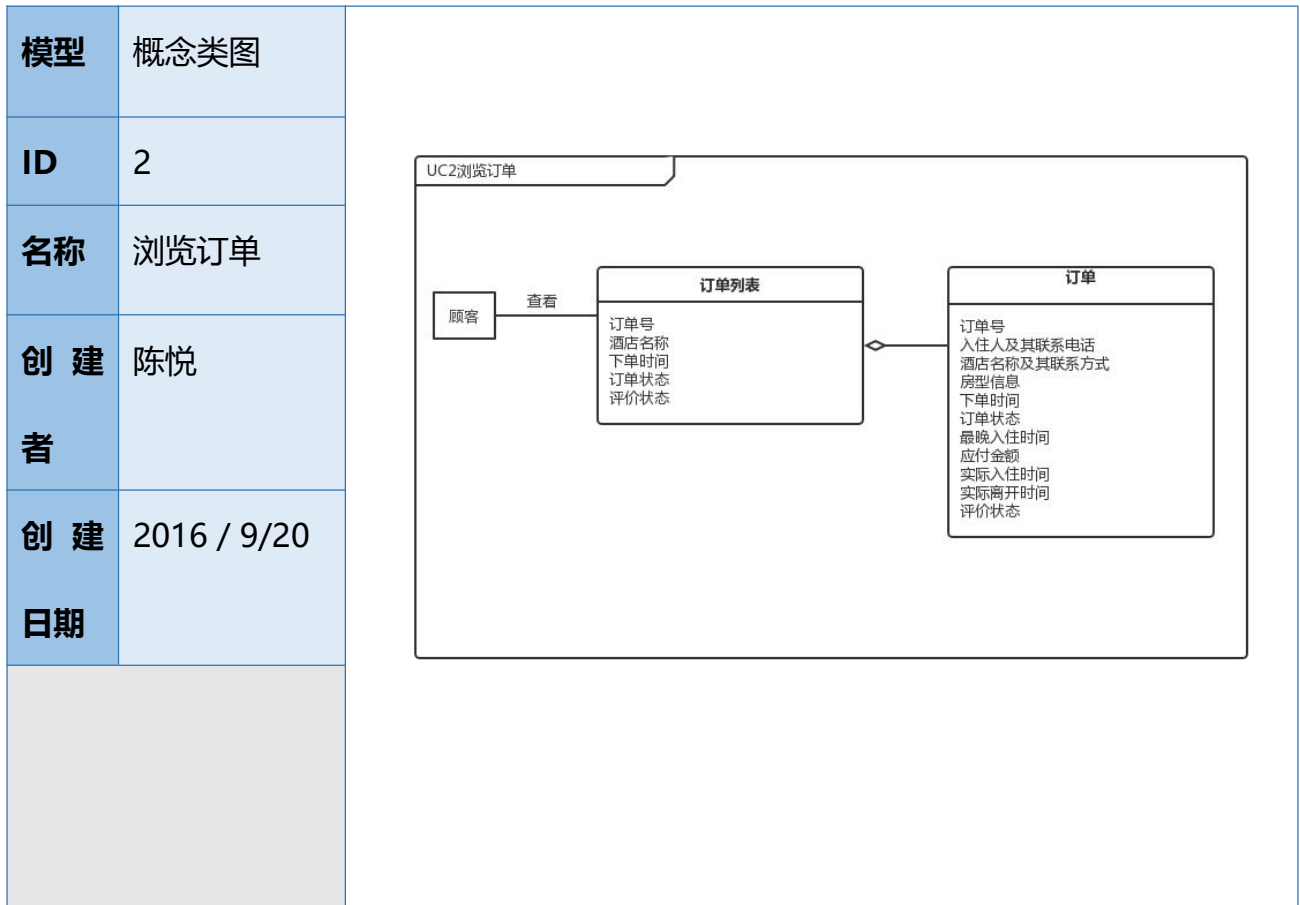 模型
概念类图
ID
2
名称
浏览订单
创 建
者
陈悦
创 建
日期
2016 / 9/20
UC2浏览订单
顾客
查看
订单列表
订单号
酒店名称
下单时间
订单状态
评价状态
订单
订单号
入住人及其联系电话
酒店名称及其联系方式
房型信息
下单时间
订单状态
最晚入住时间
应付金额
实际入住时间
实际离开时间
评价状态